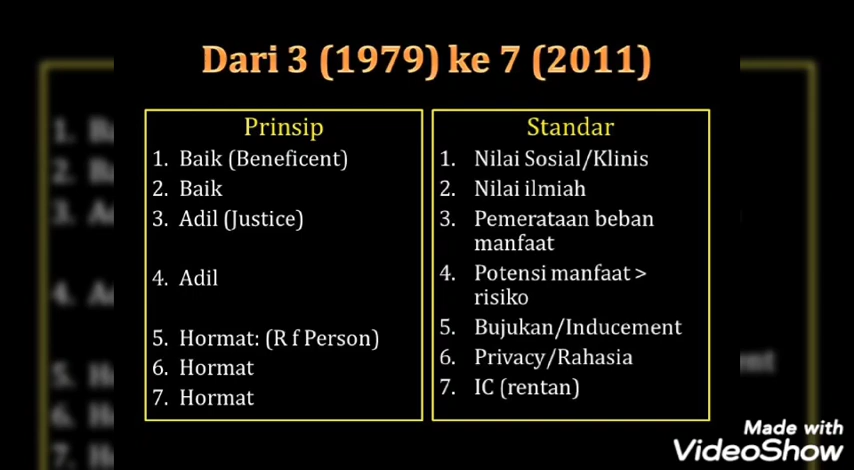 Dari 3 (1979) ke 7 (2011)
Prinsip
1. Baik (Beneficent)
2. Baik
3. Adil (Justice)
4. Adil
5. Hormat: (R f Person)
6. Hormat
7. Hormat
Standar
1. Nilai Sosial/Klinis
2. Nilai ilmiah
3. Pemerataan beban
manfaat
4. Potensi manfaat >
risiko
5. Bujukan/Inducement
6. Privacy/Rahasia
7. IC (rentan)
Made with
VideoShow